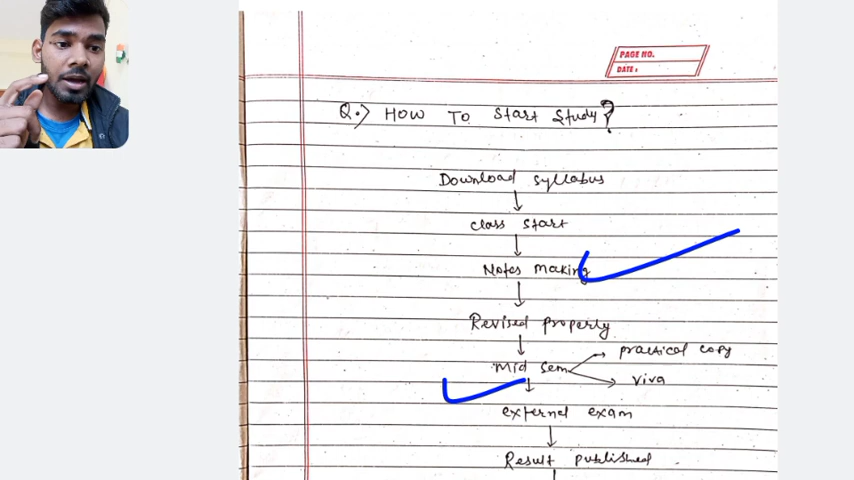 PAGE NO.
DATE :
Q.> HOW TO Start Study?
Download syllabus
class start
Notes making
Revised property
Mid sem
practical copy
viva
external exam
Result published